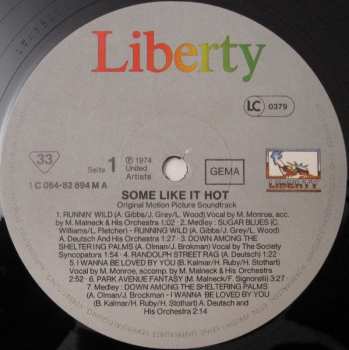 Liberty
LC 0379
33
Seite 1
℗ 1974
United
Artists
GEMA
1 C 064-82 894 M A
LIBERTY
SOME LIKE IT HOT
Original Motion Picture Soundtrack
1. RUNNIN' WILD (A. Gibbs/J. Grey/L. Wood) Vocal by M. Monroe, acc.
by M. Malneck & His Orchestra 1:02 · 2. Medley: SUGAR BLUES (C.
Williams/L. Fletcher) - RUNNING WILD (A. Gibb/J. Grey/L. Wood)
A. Deutsch And His Orchestra 1:27 · 3. DOWN AMONG THE
SHELTERING PALMS (A. Olman/J. Brokman) Vocal by The Society
Syncopators 1:54 · 4. RANDOLPH STREET RAG (A. Deutsch) 1:22
5. I WANNA BE LOVED BY YOU (B. Kalmar/H. Ruby/H. Stothart)
Vocal by M. Monroe, accomp. by M. Malneck & His Orchestra
2:52 · 6. PARK AVENUE FANTASY (M. Malneck/F. Signorelli) 3:27
7. Medley: DOWN AMONG THE SHELTERING PALMS (A.
Olman/J. Brockman - I WANNA BE LOVED BY YOU
(B. Kalmar/H. Ruby/H. Stothart) A. Deutsch and
His Orchestra 2:14